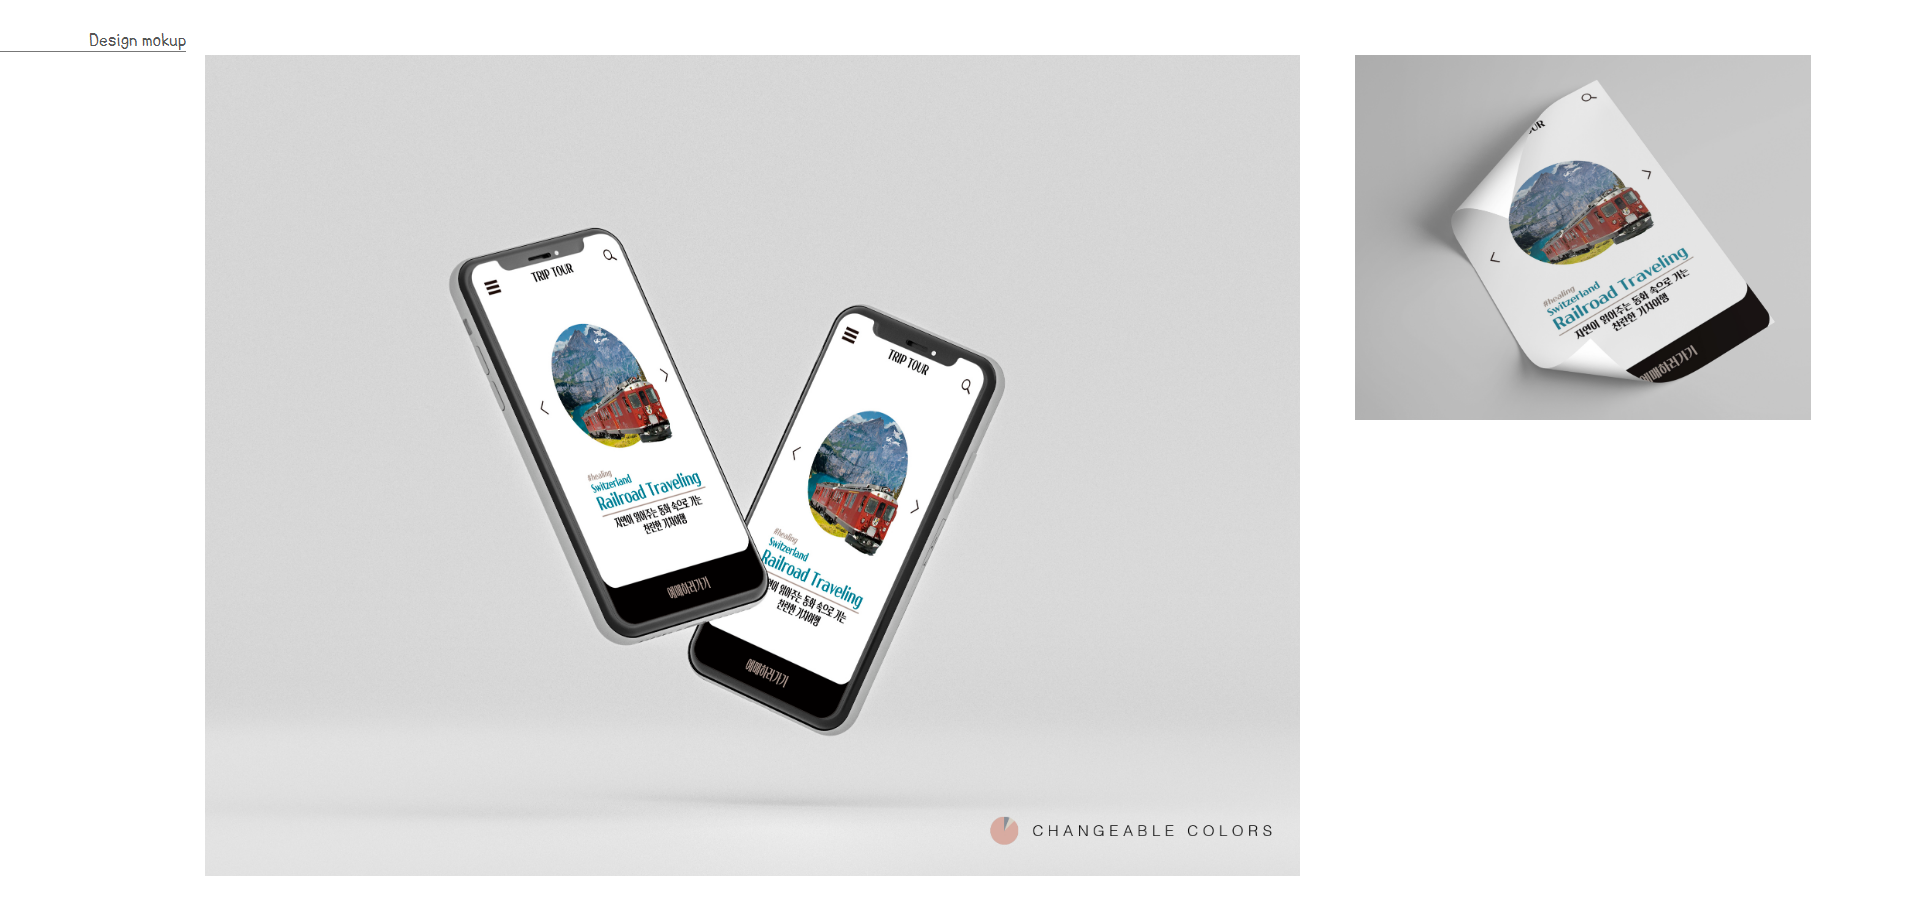 Design mokup
TRIP TOUR
#healing
Switzerland
Railroad Traveling
자연이 읽어주는 동화 속으로 가는
찬란한 기차여행
예매하러가기
TRIP TOUR
#healing
Switzerland
Railroad Traveling
연이 읽어주는 동화 속으로 가는
찬란한 기차여행
예매하러가기
CHANGEABLE COLORS
OUR
#healing
Switzerland
Railroad Traveling
자연이 읽어주는 동화 속으로 가는
찬란한 기차여행
예매하러가기